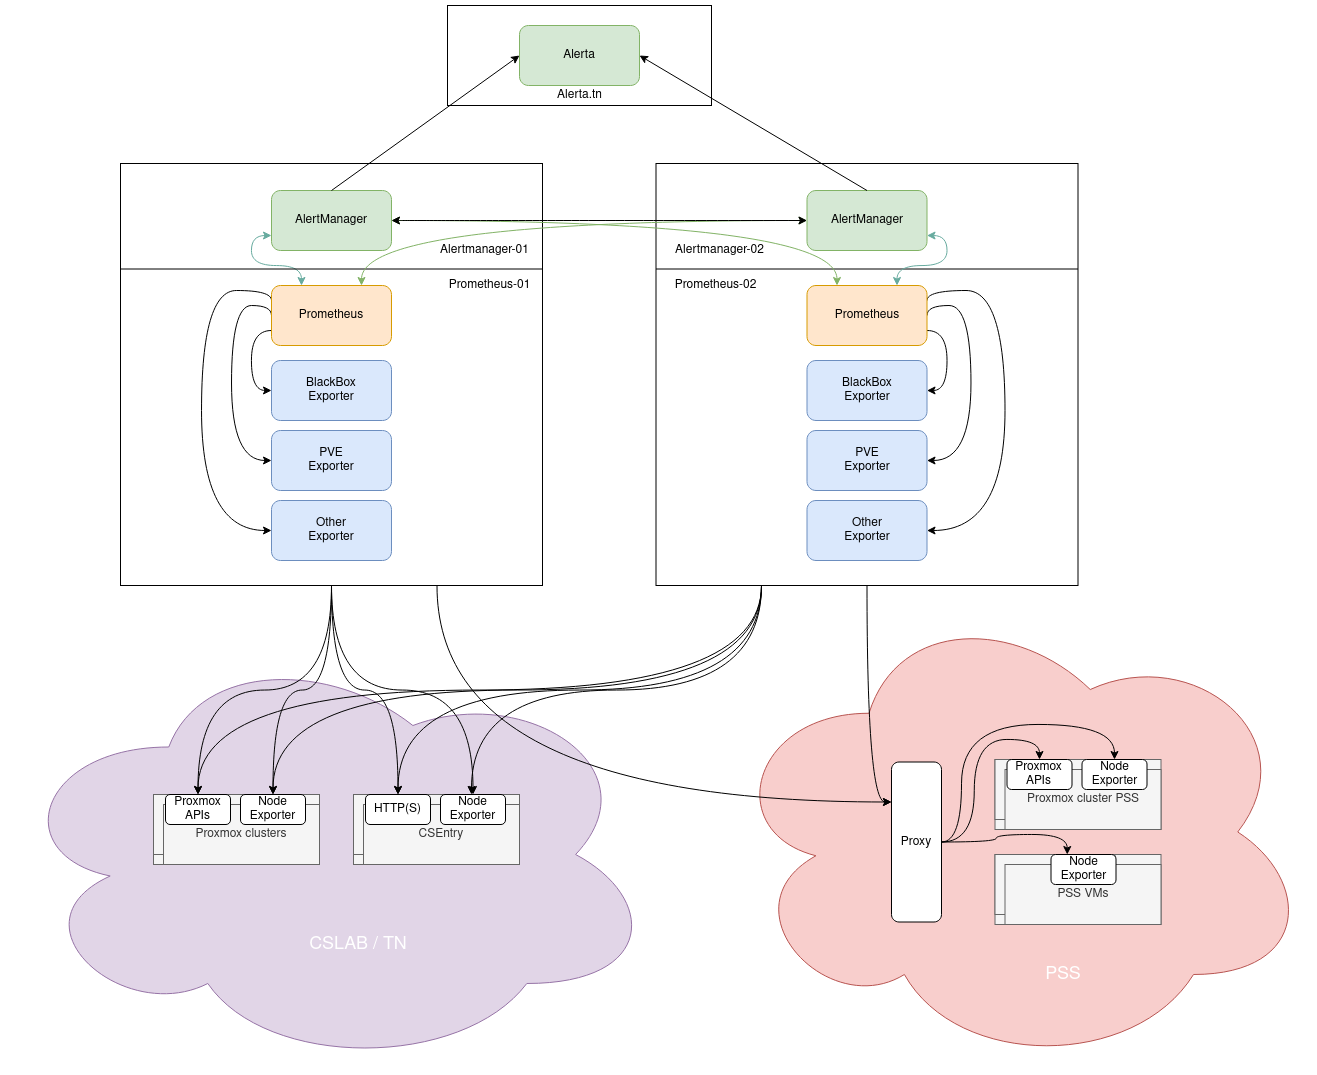 Alerta
Alerta.tn
AlertManager
Alertmanager-01
AlertManager
Alertmanager-02
Prometheus-01
Prometheus
BlackBox
Exporter
PVE
Exporter
Other
Exporter
Prometheus-02
Prometheus
BlackBox
Exporter
PVE
Exporter
Other
Exporter
Proxmox
APIs
Node
Exporter
Proxmox clusters
HTTP(S)
Node
Exporter
CSEntry
CSLAB / TN
Proxy
Proxmox
APIs
Node
Exporter
Proxmox cluster PSS
Node
Exporter
PSS VMs
PSS